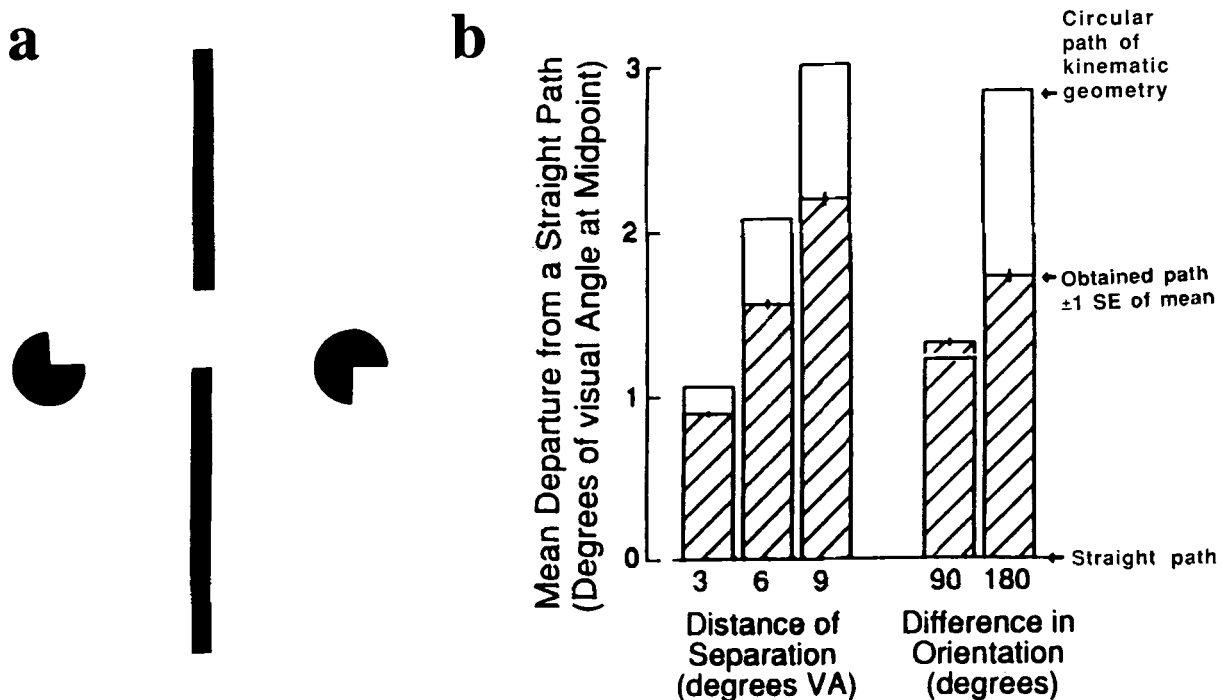 a
b
Mean Departure from a Straight Path
(Degrees of visual Angle at Midpoint)
3
2
1
0
Circular
path of
kinematic
geometry
Obtained path
±1 SE of mean
Straight path
3 6 9
90 180
Distance of
Separation
(degrees VA)
Difference in
Orientation
(degrees)